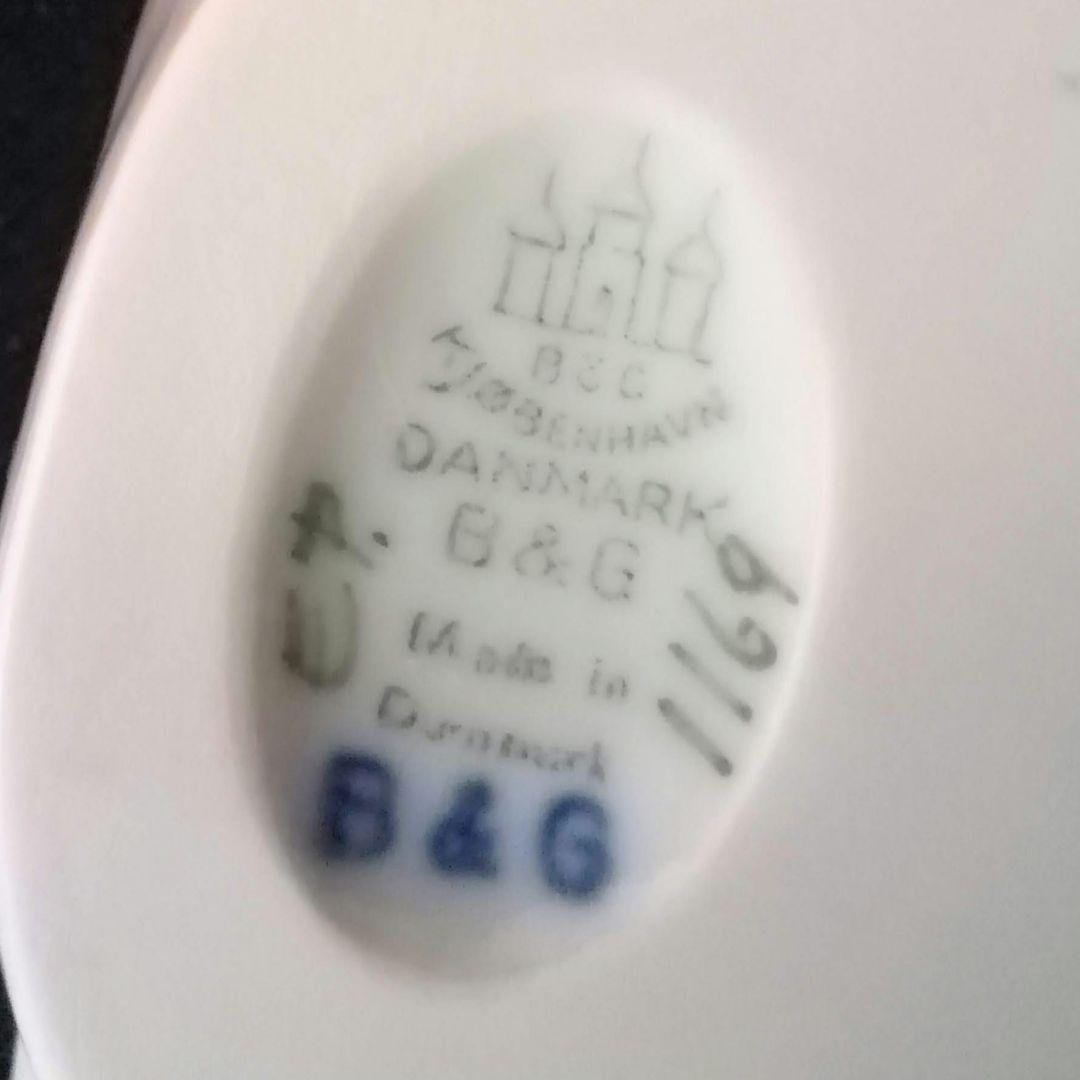 B&G
KJØBENHAVN
DANMARK
B&G
Made in
Denmark
B & G
A.
D
1169